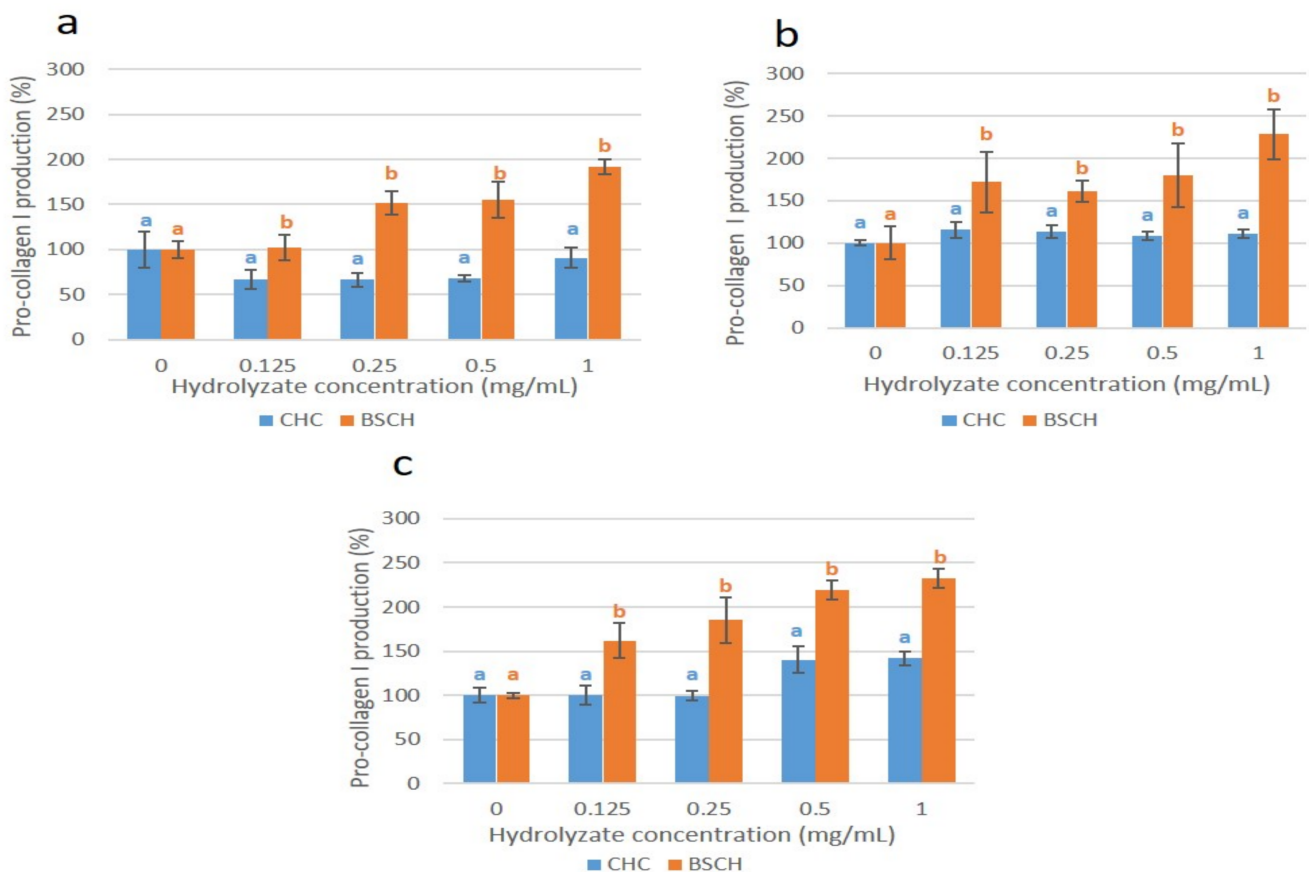 a
Pro-collagen I production (%)
300
250
200
150
100
50
0
a a a b a b a b a b
0 0.125 0.25 0.5 1
Hydrolyzate concentration (mg/mL)
CHC BSCH
b
Pro-collagen I production (%)
300
250
200
150
100
50
0
a a a b a b a b a b
0 0.125 0.25 0.5 1
Hydrolyzate concentration (mg/mL)
CHC BSCH
c
Pro-collagen I production (%)
300
250
200
150
100
50
0
a a a b a b a b a b
0 0.125 0.25 0.5 1
Hydrolyzate concentration (mg/mL)
CHC BSCH